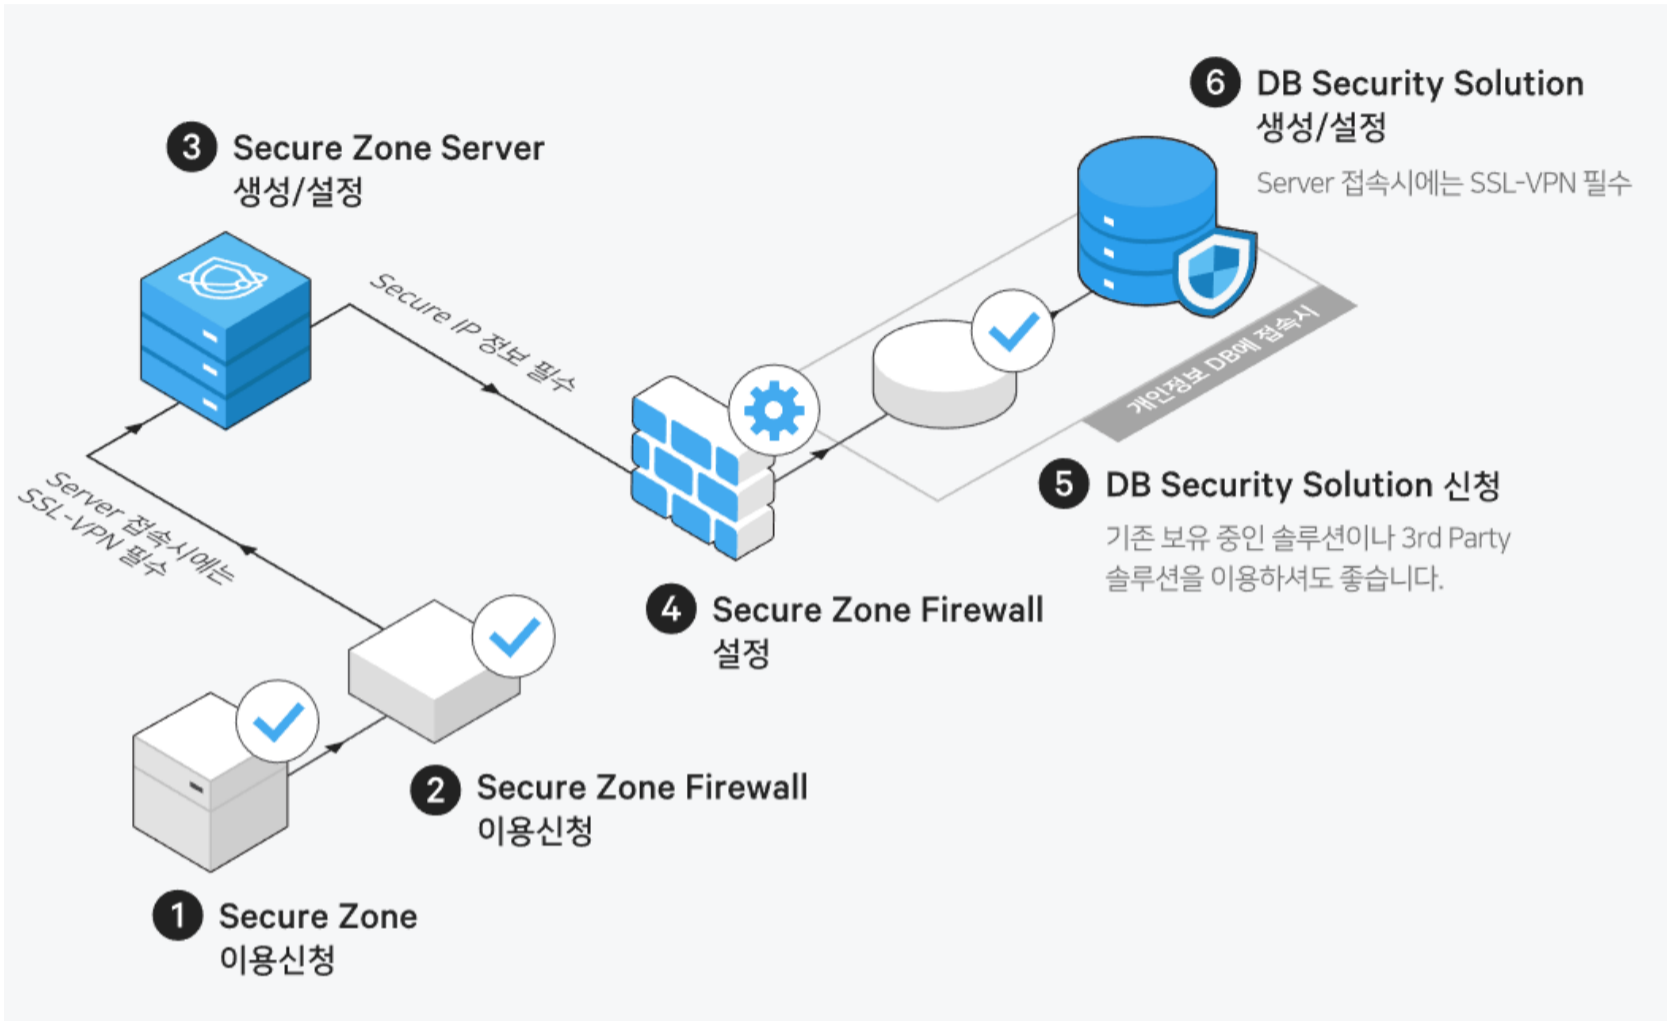 6 DB Security Solution
생성/설정
Server 접속시에는 SSL-VPN 필수
3 Secure Zone Server
생성/설정
Secure IP 정보 필수
개인정보 DB에 접속시
Server 접속시에는
SSL-VPN 필수
5 DB Security Solution 신청
기존 보유 중인 솔루션이나 3rd Party
솔루션을 이용하셔도 좋습니다.
4 Secure Zone Firewall
설정
2 Secure Zone Firewall
이용신청
1 Secure Zone
이용신청